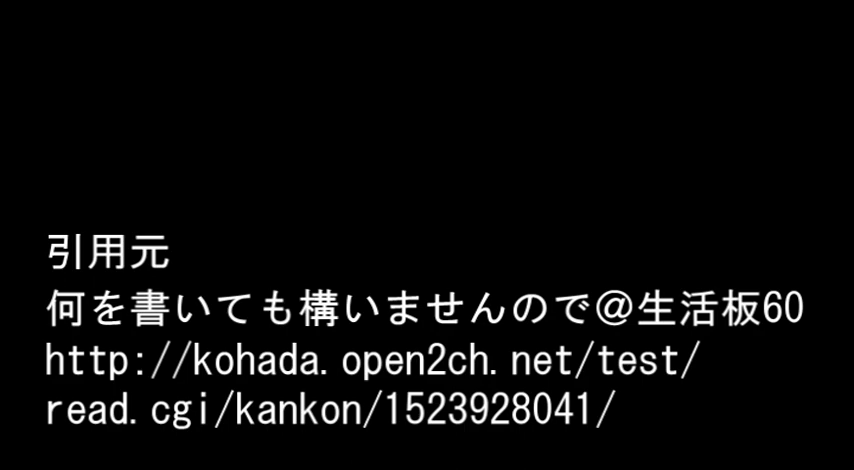 引用元
何を書いても構いませんので＠生活板60
http://kohada.open2ch.net/test/
read.cgi/kankon/1523928041/